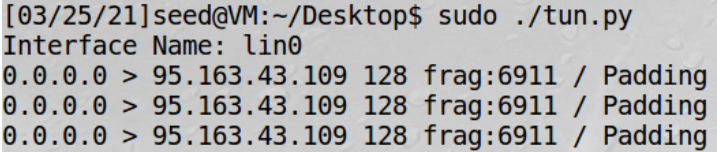 [03/25/21]seed@VM:~/Desktop$ sudo ./tun.py
Interface Name: lin0
0.0.0.0 > 95.163.43.109 128 frag:6911 / Padding
0.0.0.0 > 95.163.43.109 128 frag:6911 / Padding
0.0.0.0 > 95.163.43.109 128 frag:6911 / Padding